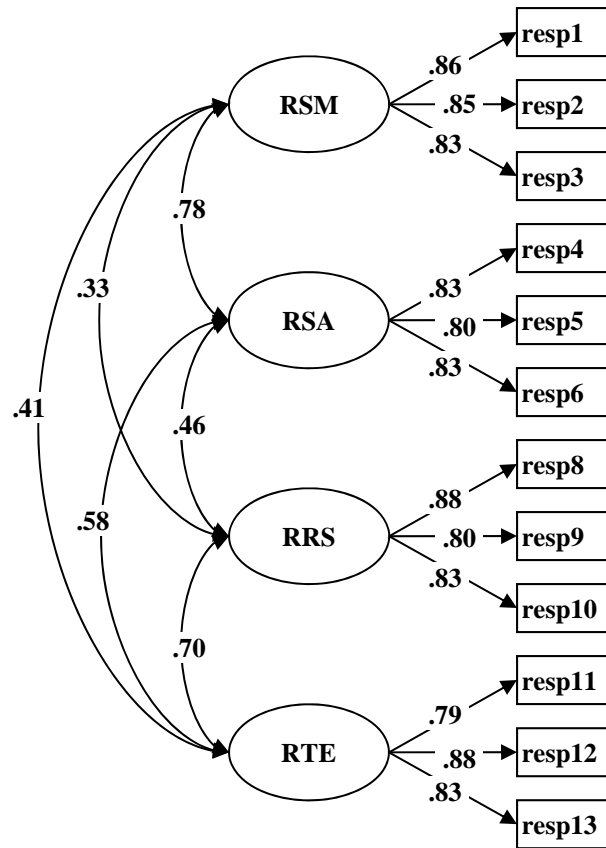 resp1
.86
RSM
.85
resp2
.83
resp3
.78
resp4
.83
.33
RSA
.80
resp5
.83
resp6
.41
.46
resp8
.88
.58
RRS
.80
resp9
.83
resp10
.70
resp11
.79
RTE
.88
resp12
.83
resp13